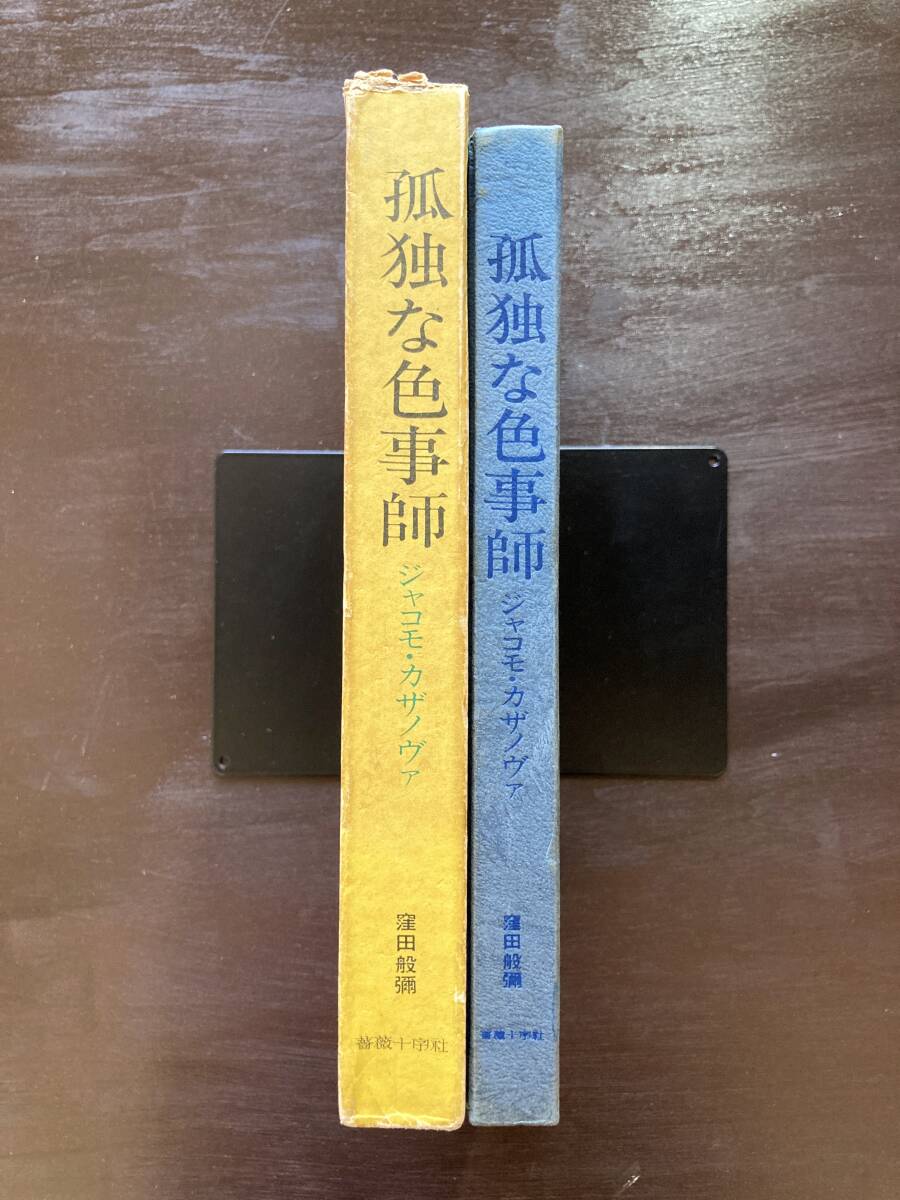 孤独な色事師
ジャコモ・カザノヴァ
窪田般彌
薔薇十字社
孤独な色事師
ジャコモ・カザノヴァ
窪田般彌
薔薇十字社